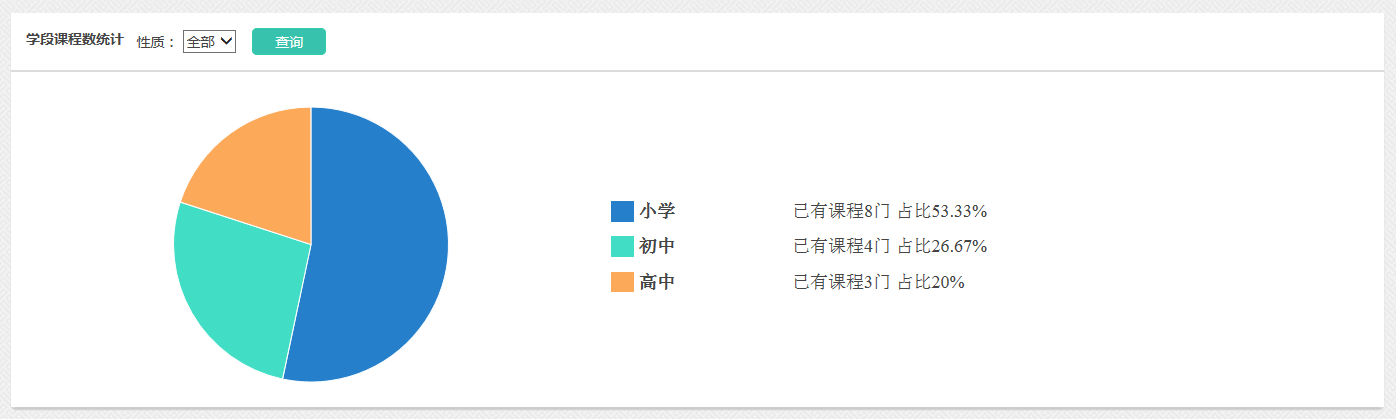 学段课程数统计 性质： 全部 查询
小学 已有课程8门 占比53.33%
初中 已有课程4门 占比26.67%
高中 已有课程3门 占比20%